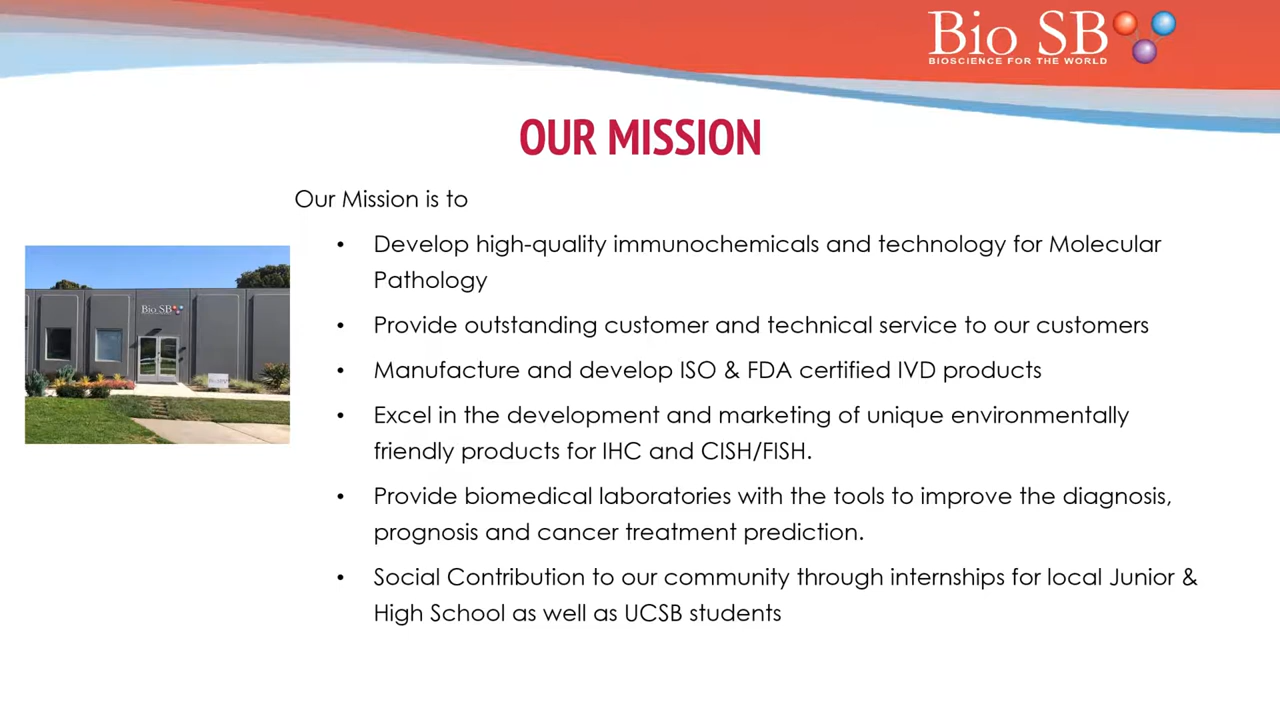 Bio SB
BIOSCIENCE FOR THE WORLD
OUR MISSION
Our Mission is to
• Develop high-quality immunochemicals and technology for Molecular
Pathology
• Provide outstanding customer and technical service to our customers
• Manufacture and develop ISO & FDA certified IVD products
• Excel in the development and marketing of unique environmentally
friendly products for IHC and CISH/FISH.
• Provide biomedical laboratories with the tools to improve the diagnosis,
prognosis and cancer treatment prediction.
• Social Contribution to our community through internships for local Junior &
High School as well as UCSB students
Bio SB